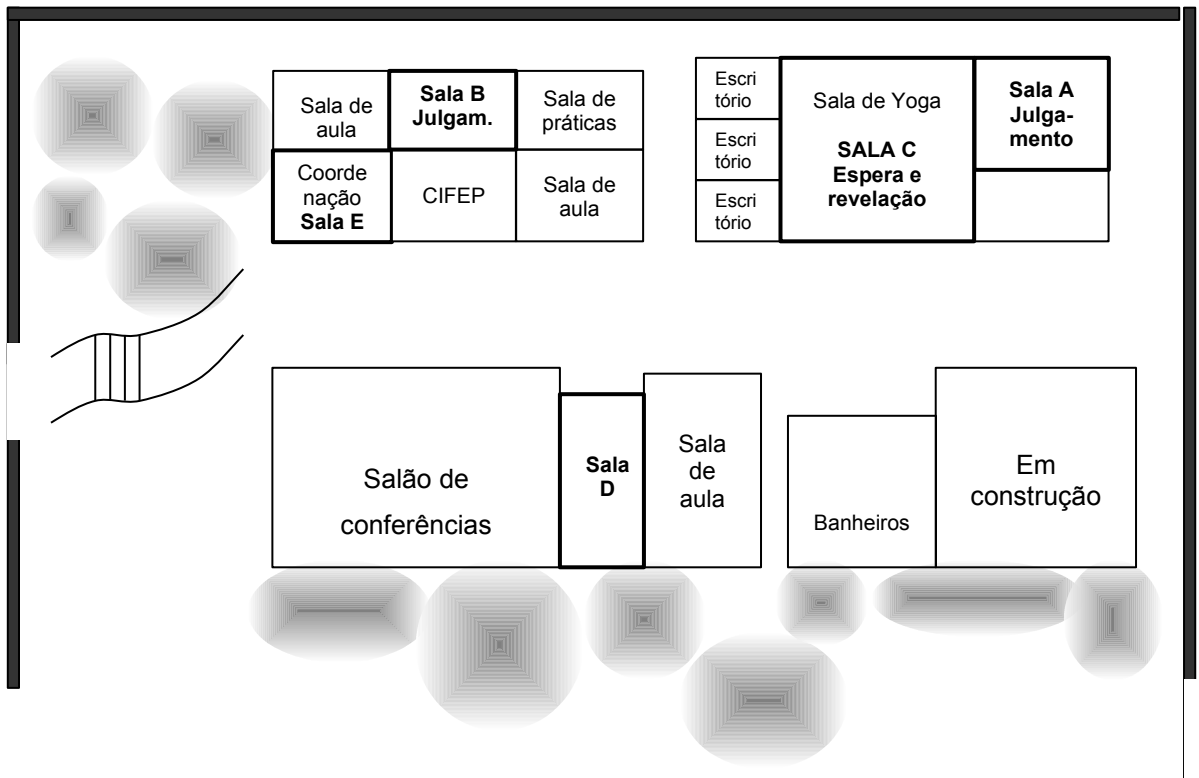 Sala de
aula
Sala B
Julgam.
Sala de
práticas
Coorde
nação
Sala E
CIFEP
Sala de
aula
Escri
tório
Escri
tório
Escri
tório
Sala de Yoga
SALA C
Espera e
revelação
Sala A
Julga-
mento
Salão de
conferências
Sala
D
Sala
de
aula
Banheiros
Em
construção